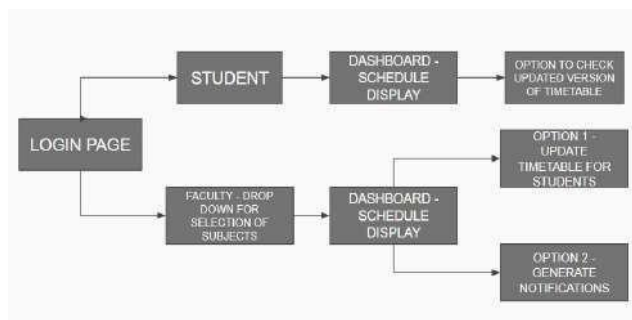 STUDENT
DASHBOARD -
SCHEDULE
DISPLAY
OPTION TO CHECK
UPDATED VERSION
OF TIMETABLE
LOGIN PAGE
FACULTY - DROP
DOWN FOR
SELECTION OF
SUBJECTS
DASHBOARD -
SCHEDULE
DISPLAY
OPTION 1 -
UPDATE
TIMETABLE FOR
STUDENTS
OPTION 2 -
GENERATE
NOTIFICATIONS